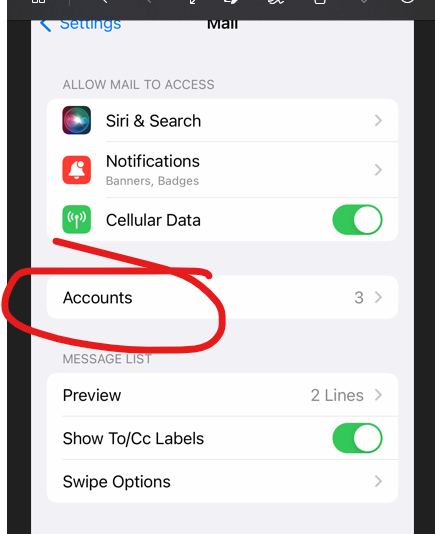 Settings
Mail
ALLOW MAIL TO ACCESS
Siri & Search
Notifications
Banners, Badges
Cellular Data
Accounts 3
MESSAGE LIST
Preview 2 Lines
Show To/Cc Labels
Swipe Options